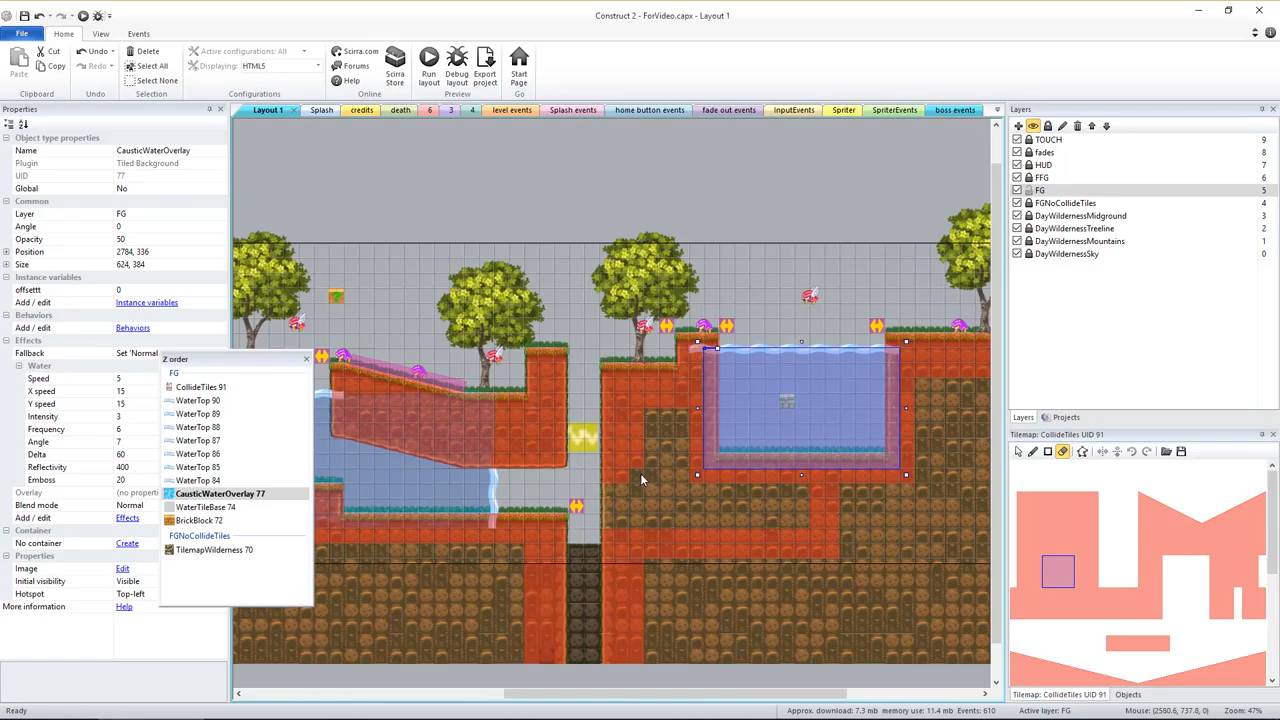 Construct 2 - ForVideo.capx - Layout 1
File
Home
View
Events
Paste
Cut
Copy
Clipboard
Undo
Redo
Undo
Delete
Select All
Select None
Selection
Active configurations: All
Displaying: HTML5
Configurations
Scirra.com
Forums
Help
Scirra Store
Online
Run layout
Debug layout
Export project
Preview
Start Page
Go
Properties
Object type properties
Name CausticWaterOverlay
Plugin Tiled Background
UID 77
Global No
Common
Layer FG
Angle 0
Opacity 50
Position 2784, 336
Size 624, 384
Instance variables
offsettt 0
Add / edit Instance variables
Behaviors
Add / edit Behaviors
Effects
Fallback Set 'Normal
Water
Speed 5
X speed 15
Y speed 15
Intensity 3
Frequency 6
Angle 7
Delta 60
Reflectivity 400
Emboss 20
Overlay (no propert
Blend mode Normal
Add / edit Effects
Container
No container Create
Properties
Image Edit
Initial visibility Visible
Hotspot Top-left
More information Help
Z order
FG
CollideTiles 91
WaterTop 90
WaterTop 89
WaterTop 88
WaterTop 87
WaterTop 86
WaterTop 85
WaterTop 84
CausticWaterOverlay 77
WaterTileBase 74
BrickBlock 72
FGNoCollideTiles
TilemapWilderness 70
Layout 1
Splash
credits
death
6
3
4
level events
Splash events
home button events
fade out events
InputEvents
Spriter
SpriterEvents
boss events
Layers
TOUCH 9
fades 8
HUD 7
FFG 6
FG 5
FGNoCollideTiles 4
DayWildernessMidground 3
DayWildernessTreeline 2
DayWildernessMountains 1
DayWildernessSky 0
Layers
Projects
Tilemap: CollideTiles UID 91
Tilemap: CollideTiles UID 91
Objects
Ready
Approx. download: 7.3 mb
memory use: 11.4 mb
Events: 610
Active layer: FG
Mouse: (2580.6, 737.8, 0)
Zoom: 47%